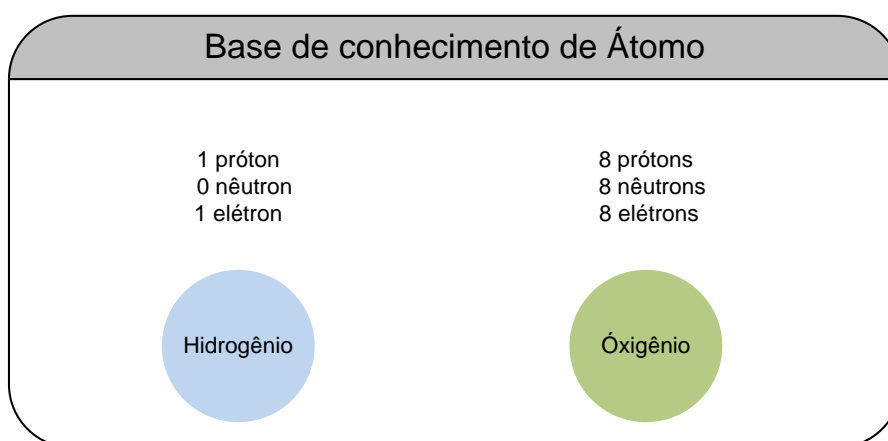 Base de conhecimento de Átomo
1 próton
0 nêutron
1 elétron
8 prótons
8 nêutrons
8 elétrons
Hidrogênio
Óxigênio